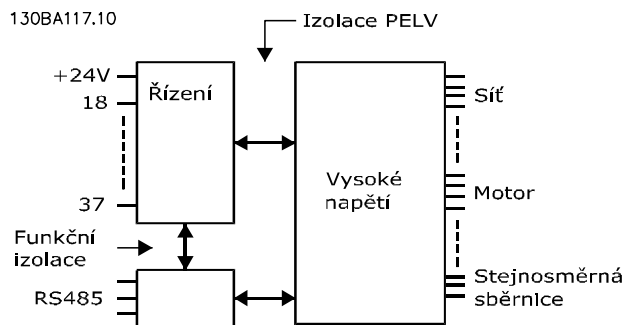 130BA117.10
Izolace PELV
+24V
18
Řízení
Síť
37
Vysoké
napětí
Motor
Funkční
izolace
RS485
Stejnosměrná
sběrnice